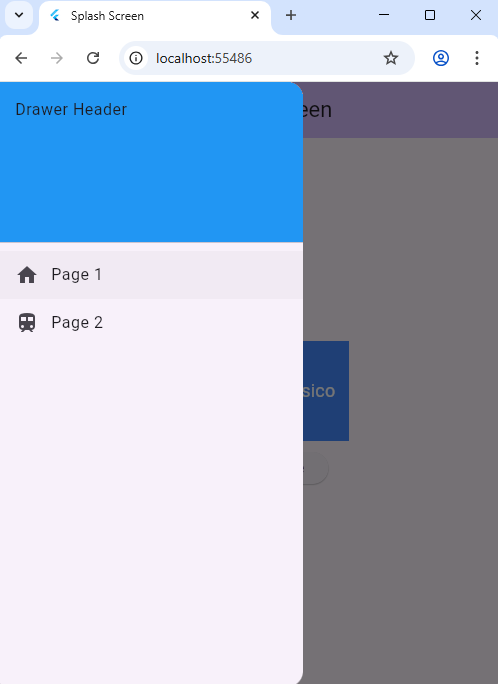 Splash Screen
localhost:55486
Drawer Header
een
Page 1
Page 2
sico